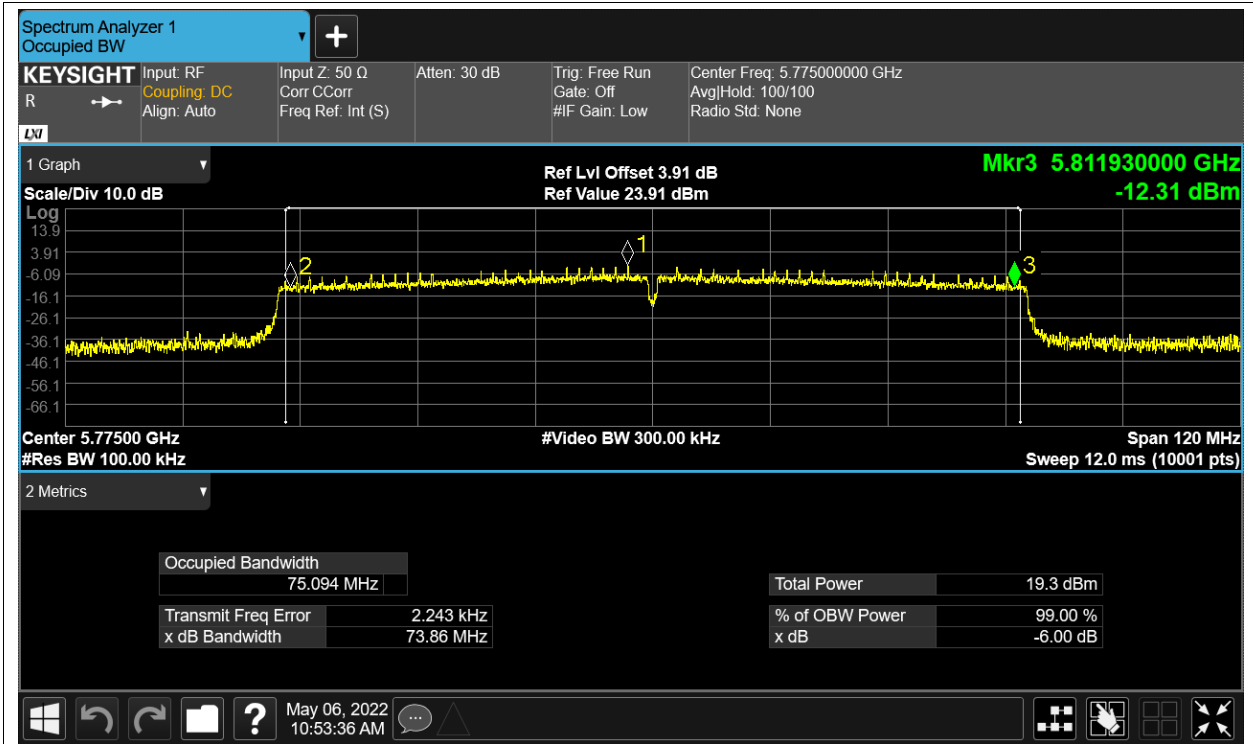 Spectrum Analyzer 1
Occupied BW
KEYSIGHT
R
LXI
Input: RF
Coupling: DC
Align: Auto
Input Z: 50 Ω
Corr CCorr
Freq Ref: Int (S)
Atten: 30 dB
Trig: Free Run
Gate: Off
#IF Gain: Low
Center Freq: 5.775000000 GHz
Avg|Hold: 100/100
Radio Std: None
1 Graph
Scale/Div 10.0 dB
Ref Lvl Offset 3.91 dB
Ref Value 23.91 dBm
Mkr3 5.811930000 GHz
-12.31 dBm
Log
13.9
3.91
-6.09
-16.1
-26.1
-36.1
-46.1
-56.1
-66.1
2
1
3
Center 5.77500 GHz
#Res BW 100.00 kHz
#Video BW 300.00 kHz
Span 120 MHz
Sweep 12.0 ms (10001 pts)
2 Metrics
Occupied Bandwidth
75.094 MHz
Transmit Freq Error 2.243 kHz
x dB Bandwidth 73.86 MHz
Total Power 19.3 dBm
% of OBW Power 99.00 %
x dB -6.00 dB
?
May 06, 2022
10:53:36 AM